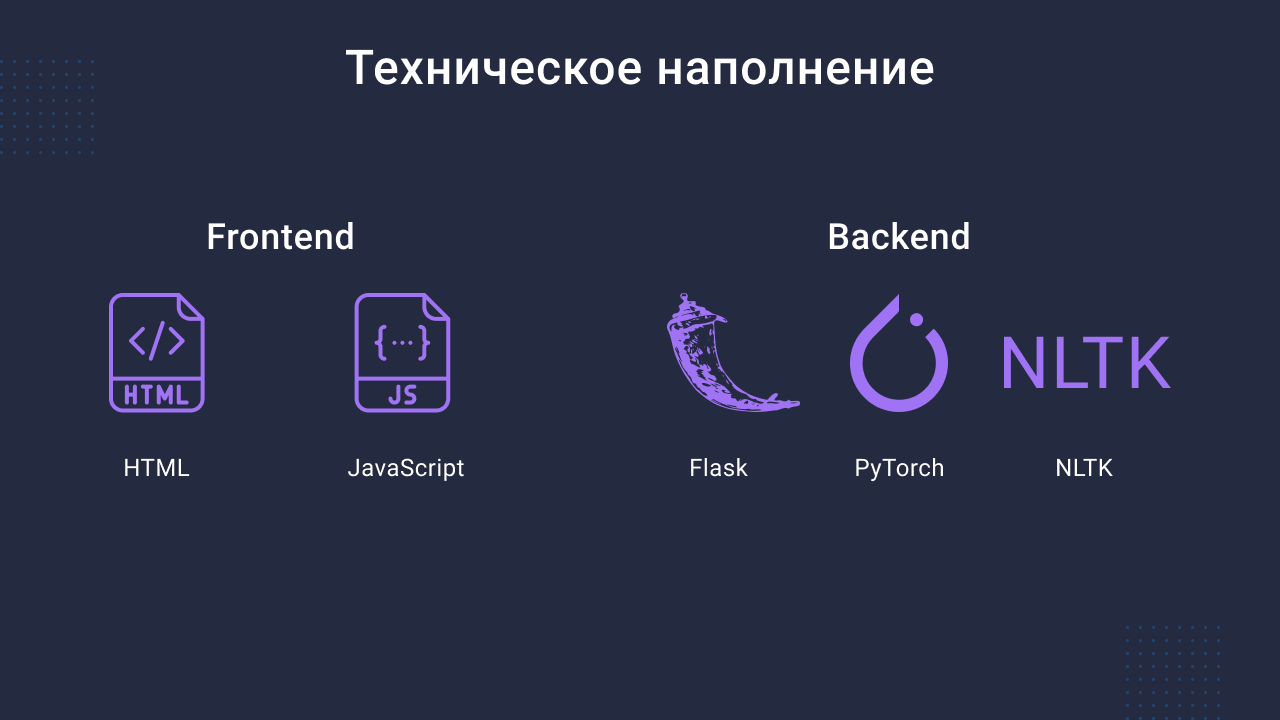 Техническое наполнение
Frontend
HTML
JS
HTML
JavaScript
Backend
NLTK
Flask
PyTorch
NLTK